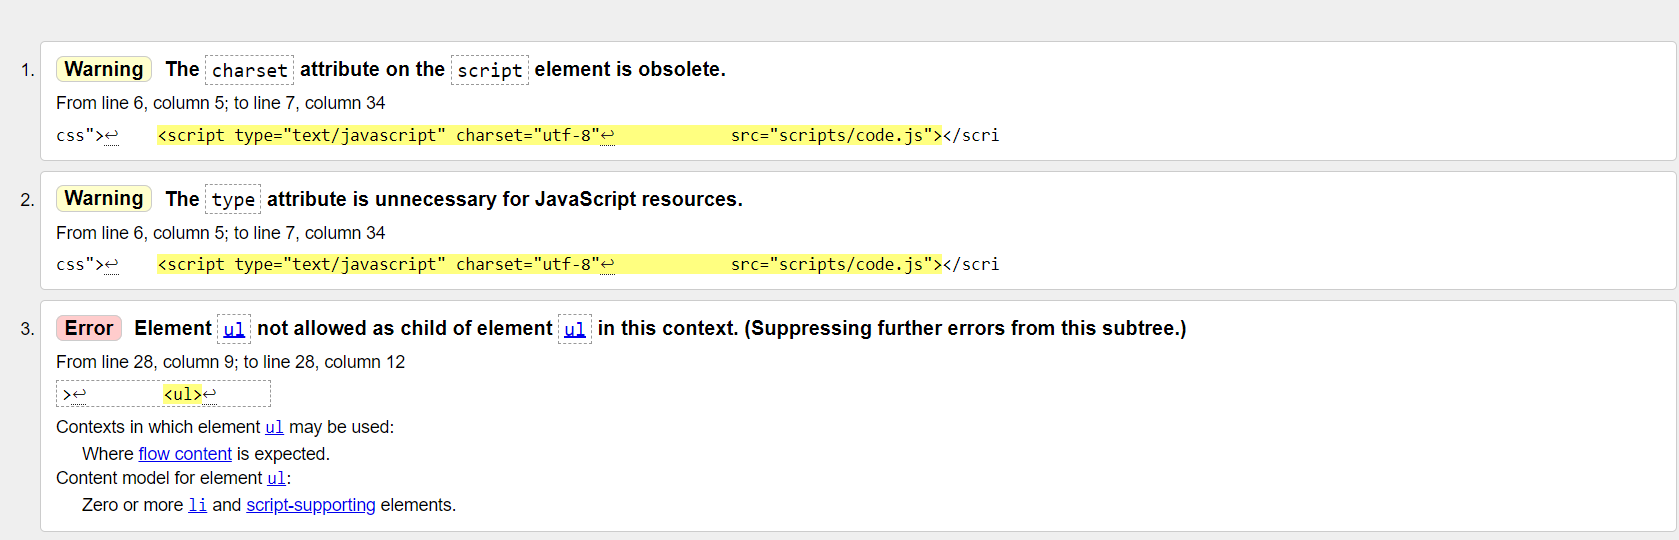 1. Warning The charset attribute on the script element is obsolete.
From line 6, column 5; to line 7, column 34
css">↩    <script type="text/javascript" charset="utf-8"↩            src="scripts/code.js"></scri
2. Warning The type attribute is unnecessary for JavaScript resources.
From line 6, column 5; to line 7, column 34
css">↩    <script type="text/javascript" charset="utf-8"↩            src="scripts/code.js"></scri
3. Error Element ul not allowed as child of element ul in this context. (Suppressing further errors from this subtree.)
From line 28, column 9; to line 28, column 12
>↩        <ul>↩
Contexts in which element ul may be used:
Where flow content is expected.
Content model for element ul:
Zero or more li and script-supporting elements.